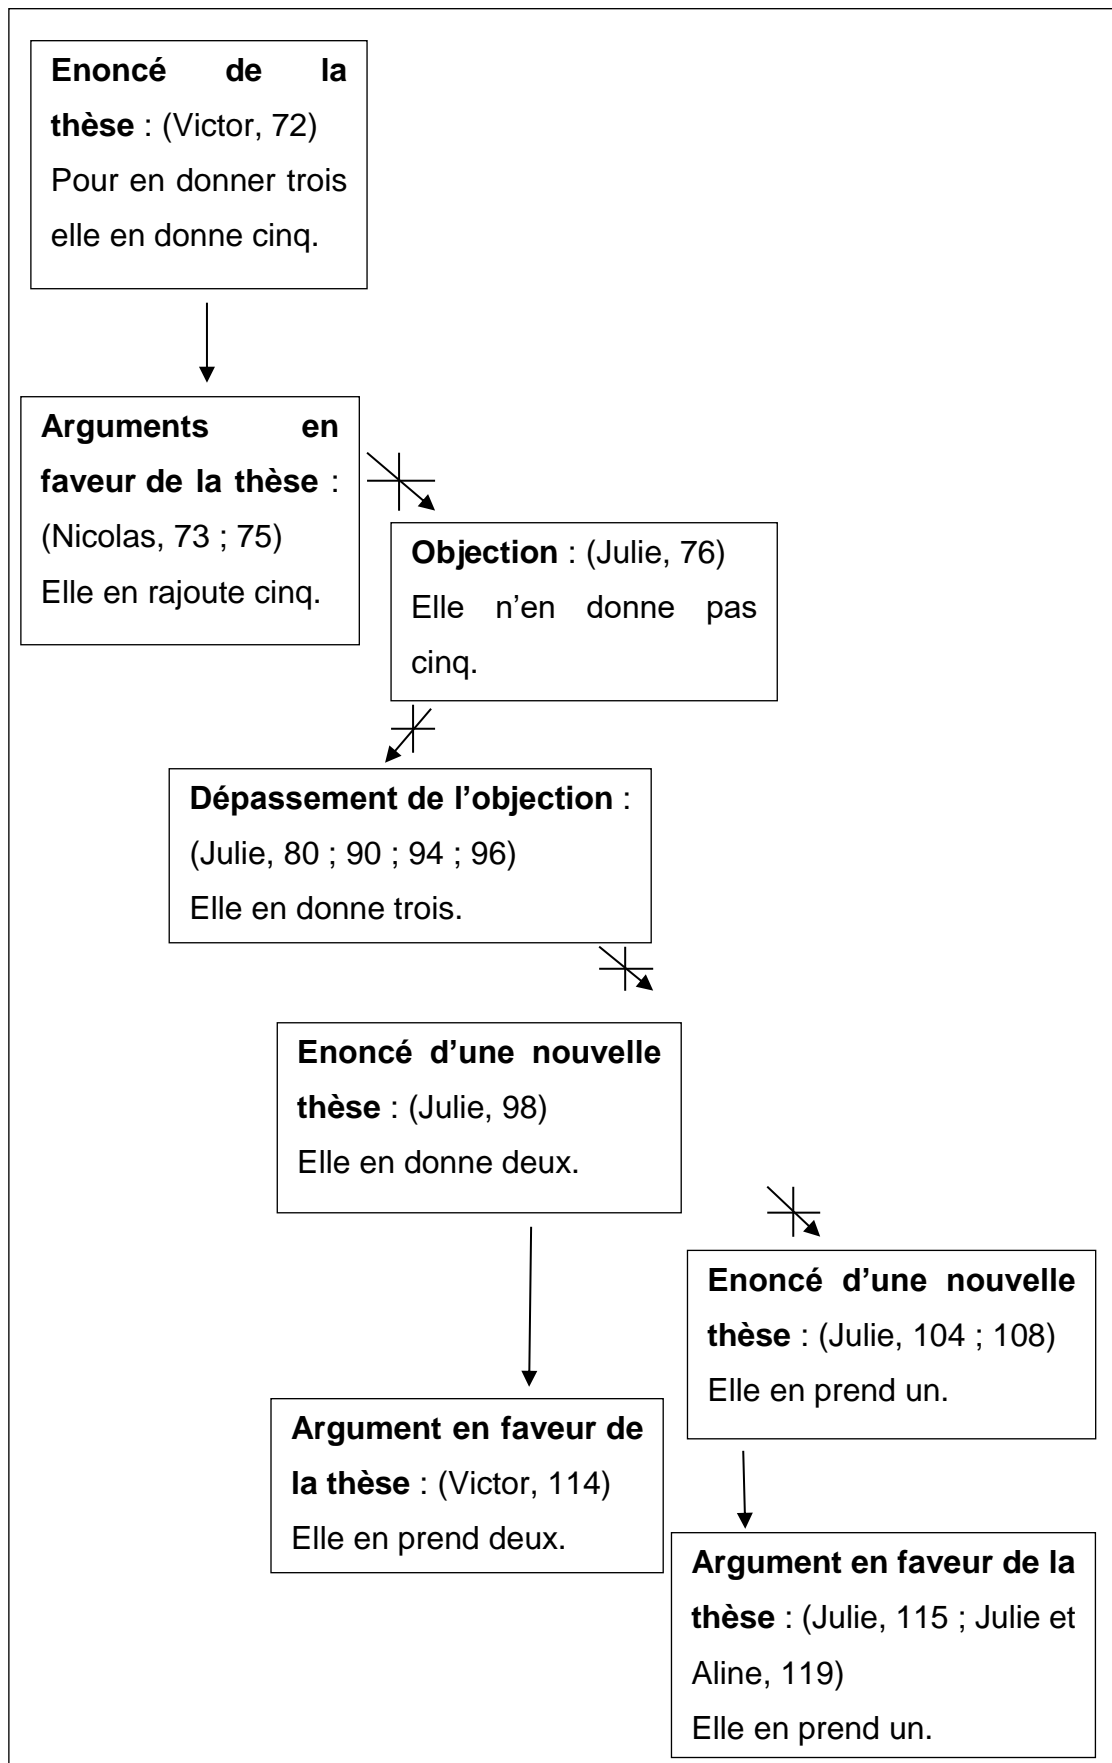 Enoncé de la
thèse : (Victor, 72)
Pour en donner trois
elle en donne cinq.
Arguments en
faveur de la thèse :
(Nicolas, 73 ; 75)
Elle en rajoute cinq.
Objection : (Julie, 76)
Elle n’en donne pas
cinq.
Dépassement de l’objection :
(Julie, 80 ; 90 ; 94 ; 96)
Elle en donne trois.
Enoncé d’une nouvelle
thèse : (Julie, 98)
Elle en donne deux.
Enoncé d’une nouvelle
thèse : (Julie, 104 ; 108)
Elle en prend un.
Argument en faveur de
la thèse : (Victor, 114)
Elle en prend deux.
Argument en faveur de la
thèse : (Julie, 115 ; Julie et
Aline, 119)
Elle en prend un.